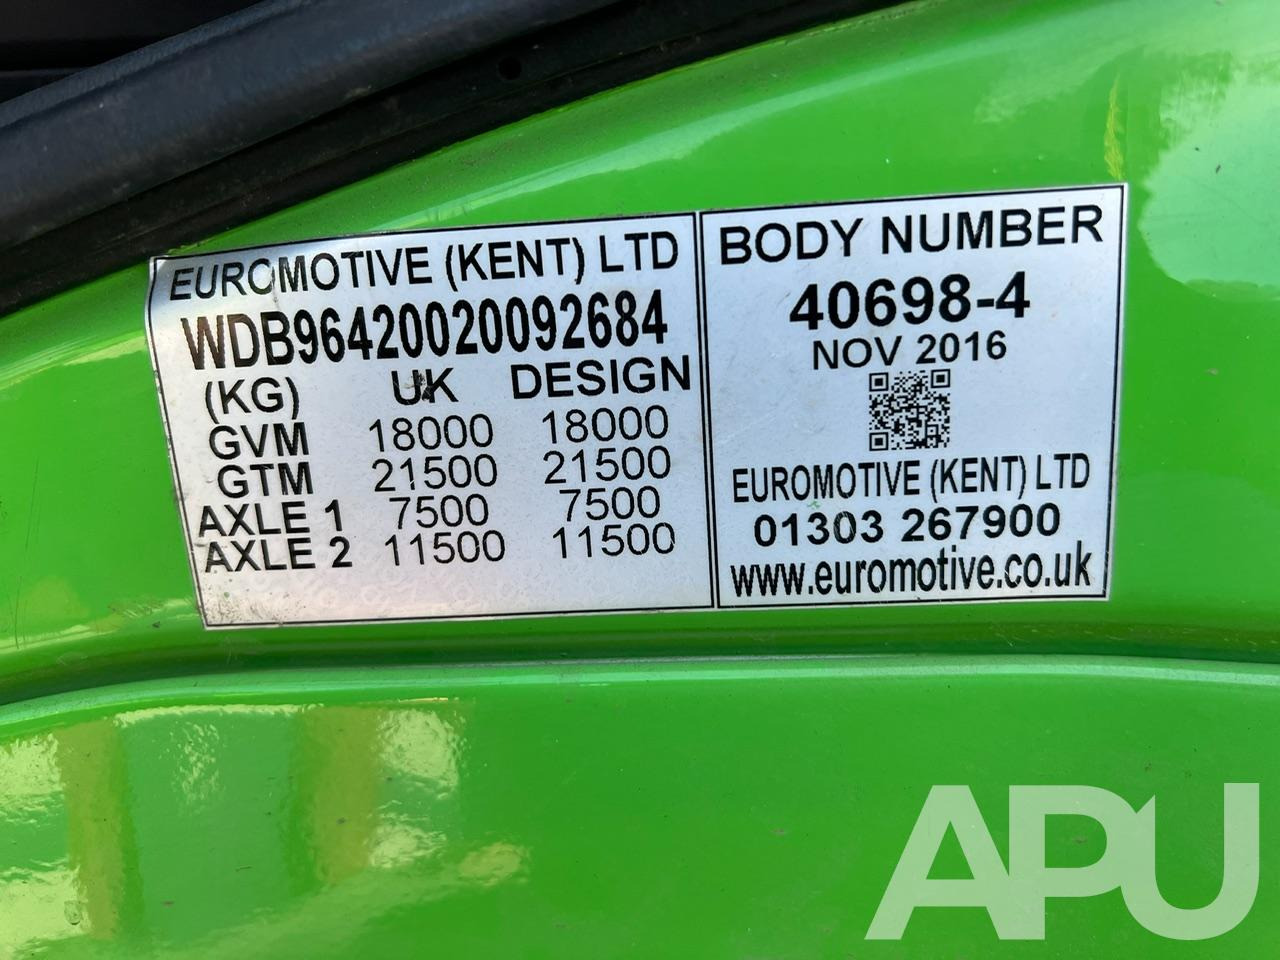 EUROMOTIVE (KENT) LTD
WDB96420020092684
(KG) UK DESIGN
GVM 18000 18000
GTM 21500 21500
AXLE 1 7500 7500
AXLE 2 11500 11500
BODY NUMBER
40698-4
NOV 2016
EUROMOTIVE (KENT) LTD
01303 267900
www.euromotive.co.uk
APU